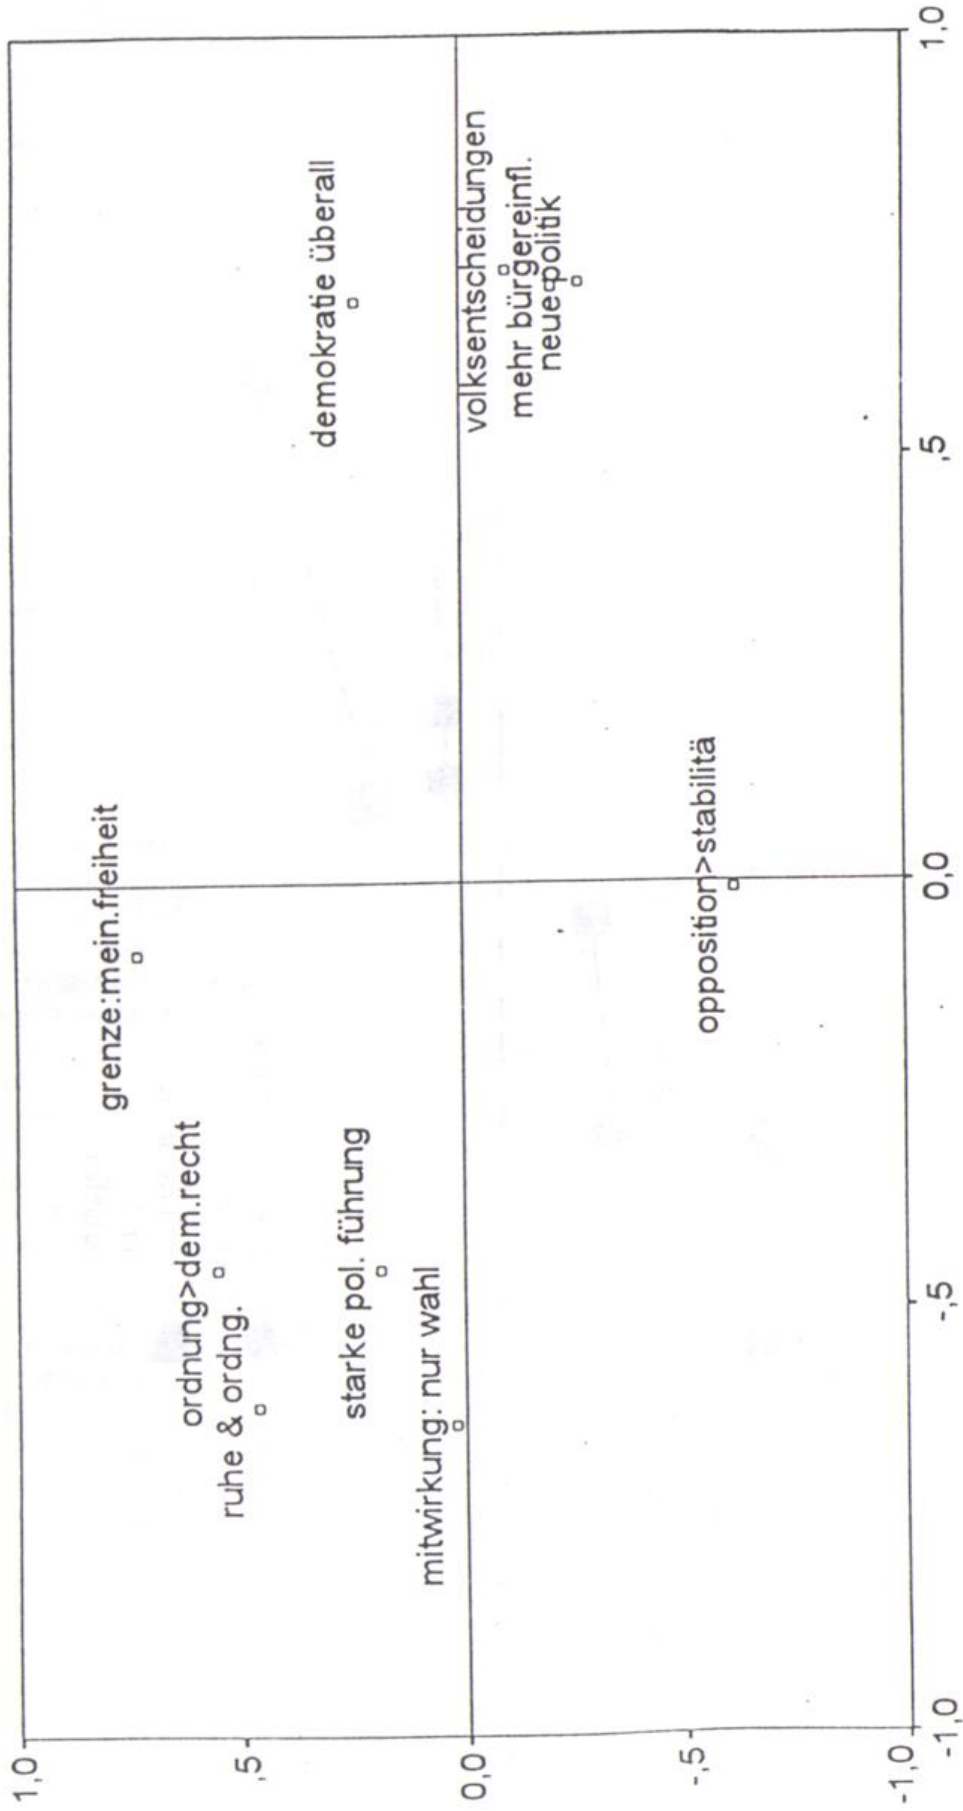 grenze:mein.freiheit
ordnung>dem.recht
ruhe & ordng.
demokratie überall
starke pol. führung
mitwirkung: nur wahl
volksentscheidungen
mehr bürgereinfl.
neue politik
opposition>stabilitä
1,0
,5
0,0
-,5
-1,0
-1,0
-,5
0,0
,5
1,0